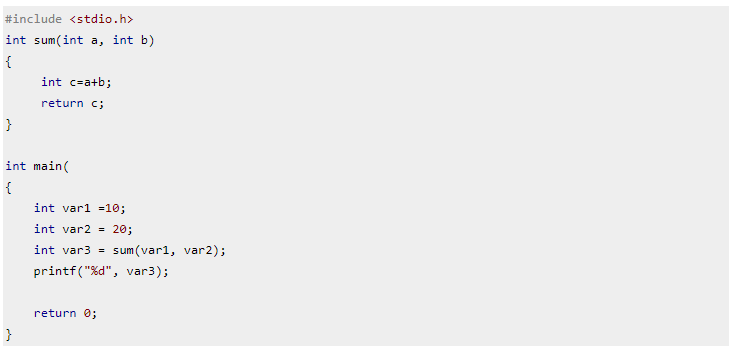 #include <stdio.h>
int sum(int a, int b)
{
     int c=a+b;
     return c;
}

int main(
{
    int var1 =10;
    int var2 = 20;
    int var3 = sum(var1, var2);
    printf("%d", var3);

    return 0;
}